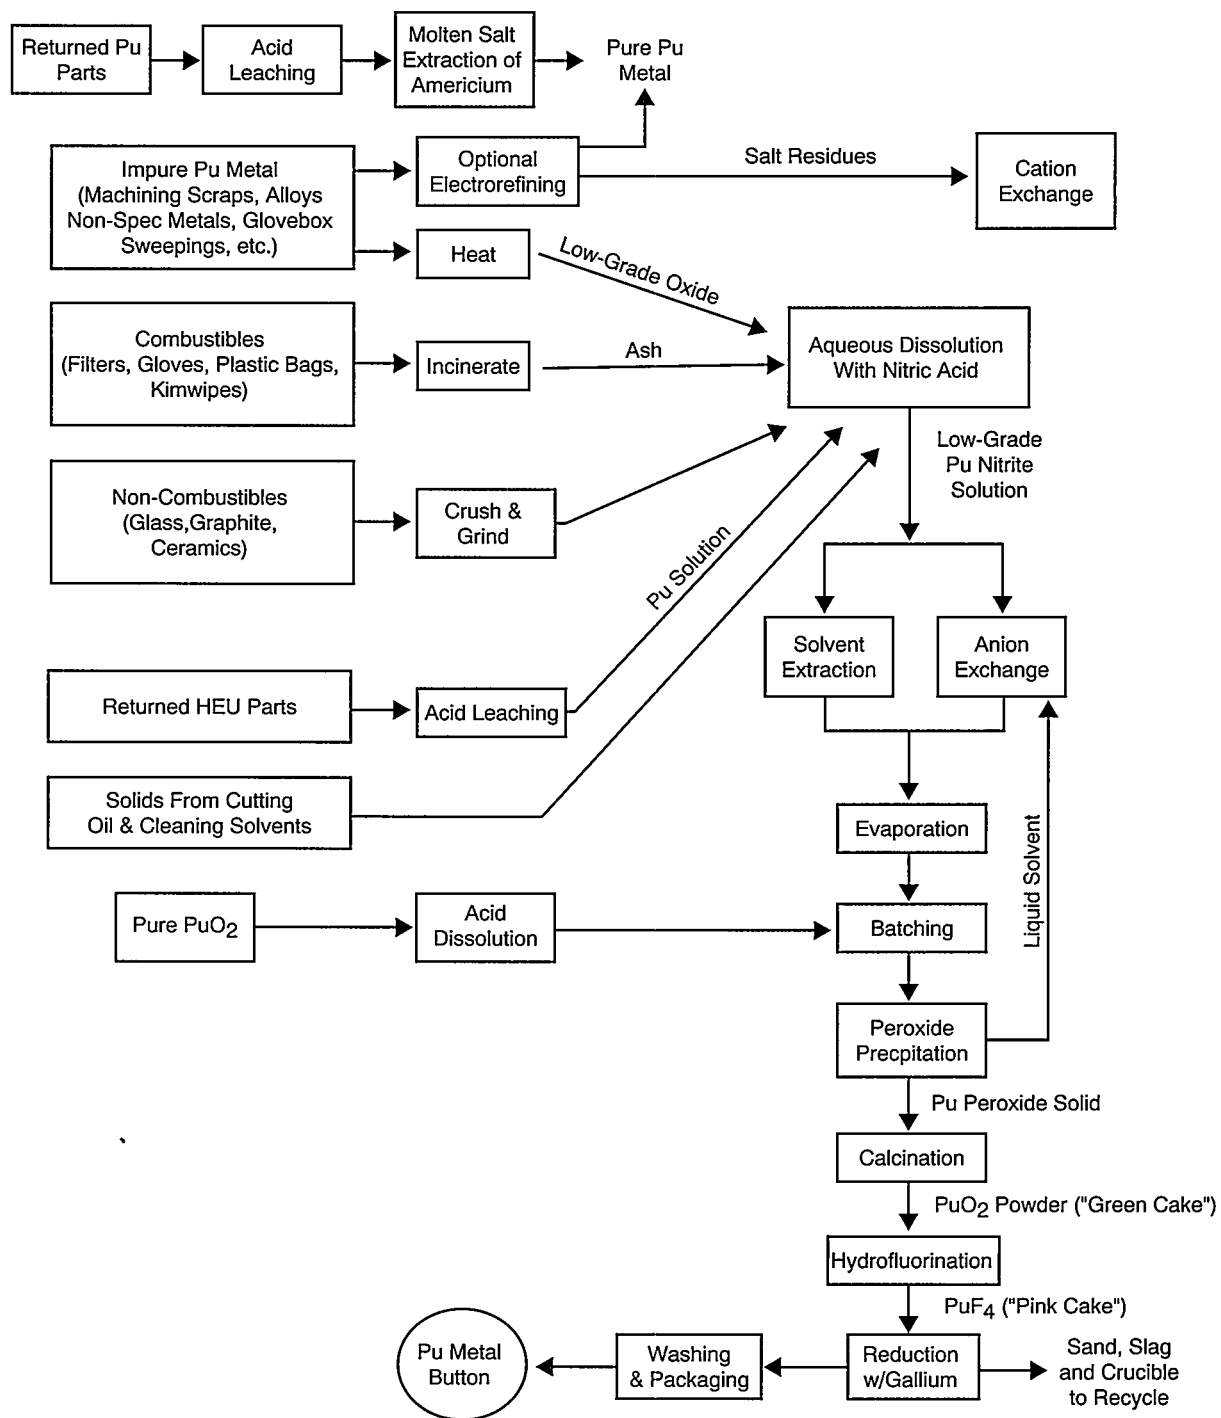 Returned Pu
Parts
Acid
Leaching
Molten Salt
Extraction of
Americium
Pure Pu
Metal
Impure Pu Metal
(Machining Scraps, Alloys
Non-Spec Metals, Glovebox
Sweepings, etc.)
Optional
Electrorefining
Salt Residues
Cation
Exchange
Heat
Low-Grade Oxide
Combustibles
(Filters, Gloves, Plastic Bags,
Kimwipes)
Incinerate
Ash
Aqueous Dissolution
With Nitric Acid
Low-Grade
Pu Nitrite
Solution
Non-Combustibles
(Glass,Graphite,
Ceramics)
Crush &
Grind
Pu Solution
Solvent
Extraction
Anion
Exchange
Returned HEU Parts
Acid Leaching
Solids From Cutting
Oil & Cleaning Solvents
Evaporation
Liquid Solvent
Pure PuO2
Acid
Dissolution
Batching
Peroxide
Precpitation
Pu Peroxide Solid
Calcination
PuO2 Powder ("Green Cake")
Hydrofluorination
PuF4 ("Pink Cake")
Pu Metal
Button
Washing
& Packaging
Reduction
w/Gallium
Sand, Slag
and Crucible
to Recycle